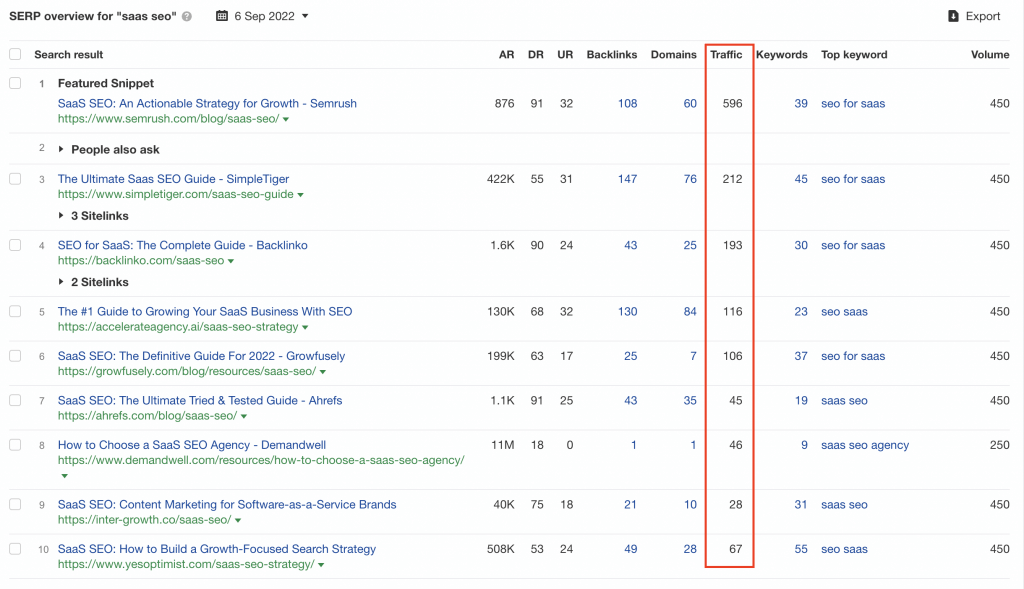 SERP overview for "saas seo" ? 6 Sep 2022 Export
Search result AR DR UR Backlinks Domains Traffic Keywords Top keyword Volume
1 Featured Snippet
SaaS SEO: An Actionable Strategy for Growth - Semrush 876 91 32 108 60 596 39 seo for saas 450
https://www.semrush.com/blog/saas-seo/
2 People also ask
3 The Ultimate Saas SEO Guide - SimpleTiger 422K 55 31 147 76 212 45 seo for saas 450
https://www.simpletiger.com/saas-seo-guide
3 Sitelinks
4 SEO for SaaS: The Complete Guide - Backlinko 1.6K 90 24 43 25 193 30 seo for saas 450
https://backlinko.com/saas-seo
2 Sitelinks
5 The #1 Guide to Growing Your SaaS Business With SEO 130K 68 32 130 84 116 23 seo saas 450
https://accelerateagency.ai/saas-seo-strategy
6 SaaS SEO: The Definitive Guide For 2022 - Growfusely 199K 63 17 25 7 106 37 seo for saas 450
https://growfusely.com/blog/resources/saas-seo/
7 SaaS SEO: The Ultimate Tried & Tested Guide - Ahrefs 1.1K 91 25 43 35 45 19 saas seo 450
https://ahrefs.com/blog/saas-seo/
8 How to Choose a SaaS SEO Agency - Demandwell 11M 18 0 1 1 46 9 saas seo agency 250
https://www.demandwell.com/resources/how-to-choose-a-saas-seo-agency/
9 SaaS SEO: Content Marketing for Software-as-a-Service Brands 40K 75 18 21 10 28 31 saas seo 450
https://inter-growth.co/saas-seo/
10 SaaS SEO: How to Build a Growth-Focused Search Strategy 508K 53 24 49 28 67 55 seo saas 450
https://www.yesoptimist.com/saas-seo-strategy/